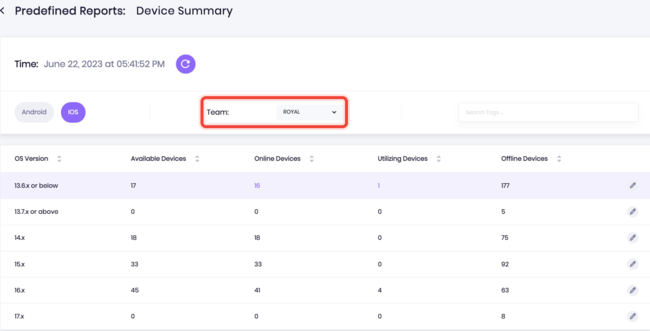 Predefined Reports: Device Summary
Time: June 22, 2023 at 05:41:52 PM
Android iOS Team: ROYAL Search tags ...
OS Version Available Devices Online Devices Utilizing Devices Offline Devices
13.6.x or below 17 16 1 177
13.7.x or above 0 0 0 5
14.x 18 18 0 75
15.x 33 33 0 92
16.x 45 41 4 63
17.x 0 0 0 8